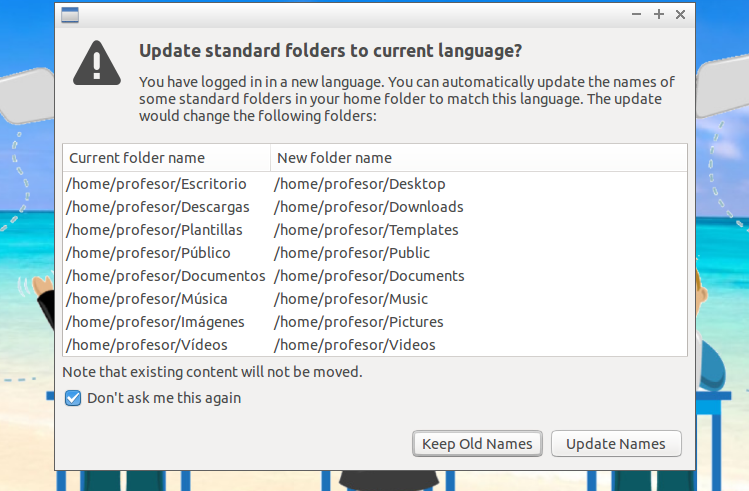 Update standard folders to current language?
You have logged in in a new language. You can automatically update the names of
some standard folders in your home folder to match this language. The update
would change the following folders:
Current folder name New folder name
/home/profesor/Escritorio /home/profesor/Desktop
/home/profesor/Descargas /home/profesor/Downloads
/home/profesor/Plantillas /home/profesor/Templates
/home/profesor/Público /home/profesor/Public
/home/profesor/Documentos /home/profesor/Documents
/home/profesor/Música /home/profesor/Music
/home/profesor/Imágenes /home/profesor/Pictures
/home/profesor/Vídeos /home/profesor/Videos
Note that existing content will not be moved.
Don't ask me this again
Keep Old Names Update Names